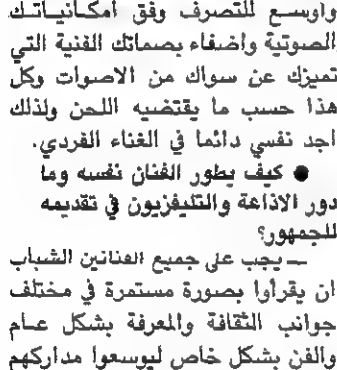 واوسع للتصرف وفق امكانياتك
الصوتية واضفاء بصماتك الفنية التي
تميزك عن سواك من الاصوات وكل
هذا حسب ما يقتضيه اللحن ولذلك
اجد نفسي دائما في الغناء الفردي.
● كيف يطور الفنان نفسه وما
دور الاذاعة والتليفزيون في تقديمه
للجمهور؟
ــ يجب على جميع الفنانين الشباب
ان يقرأوا بصورة مستمرة في مختلف
جوانب الثقافة والمعرفة بشكل عام
والفن بشكل خاص ليوسعوا مداركهم